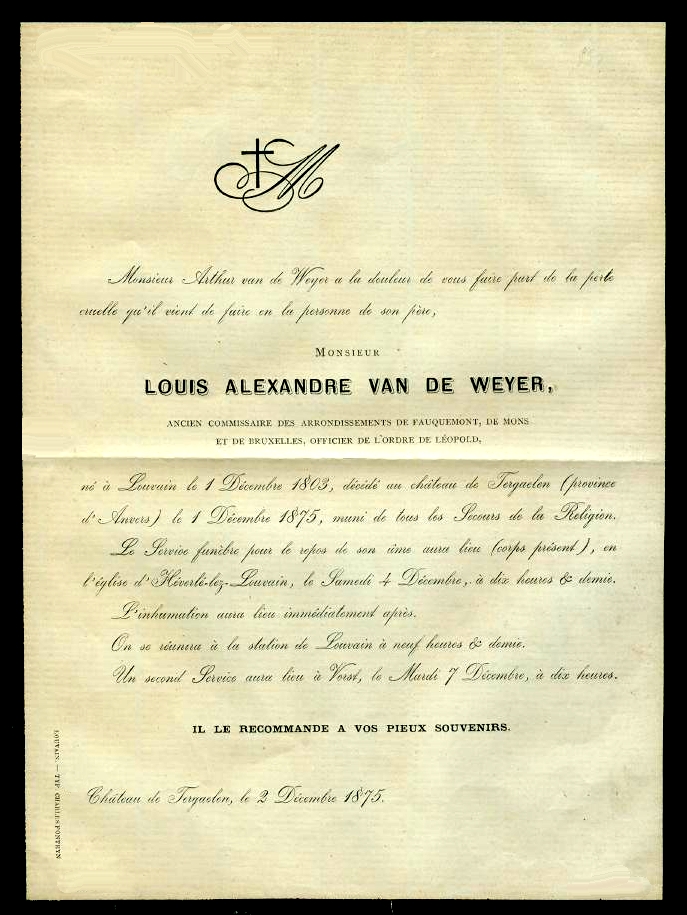 M
Monsieur Arthur van de Weyer a la douleur de vous faire part de la perte
cruelle qu'il vient de faire en la personne de son père,
MONSIEUR
LOUIS ALEXANDRE VAN DE WEYER,
ANCIEN COMMISSAIRE DES ARRONDISSEMENTS DE FAUQUEMONT, DE MONS
ET DE BRUXELLES, OFFICIER DE L'ORDRE DE LÉOPOLD,
né à Louvain le 1 Décembre 1803, décédé au château de Tergaelen (province
d'Anvers) le 1 Décembre 1875, muni de tous les Secours de la Religion.
Le Service funèbre pour le repos de son âme aura lieu (corps présent), en
l'église d'Héverlé-lez-Louvain, le Samedi 4 Décembre, à dix heures & demie.
L'inhumation aura lieu immédiatement après.
On se réunira à la station de Louvain à neuf heures & demie.
Un second Service aura lieu à Vorst, le Mardi 7 Décembre, à dix heures.
IL LE RECOMMANDE A VOS PIEUX SOUVENIRS.
Château de Tergaelen, le 2 Décembre 1875.
LOUVAIN. — TYP. CHARLES FONTEYN